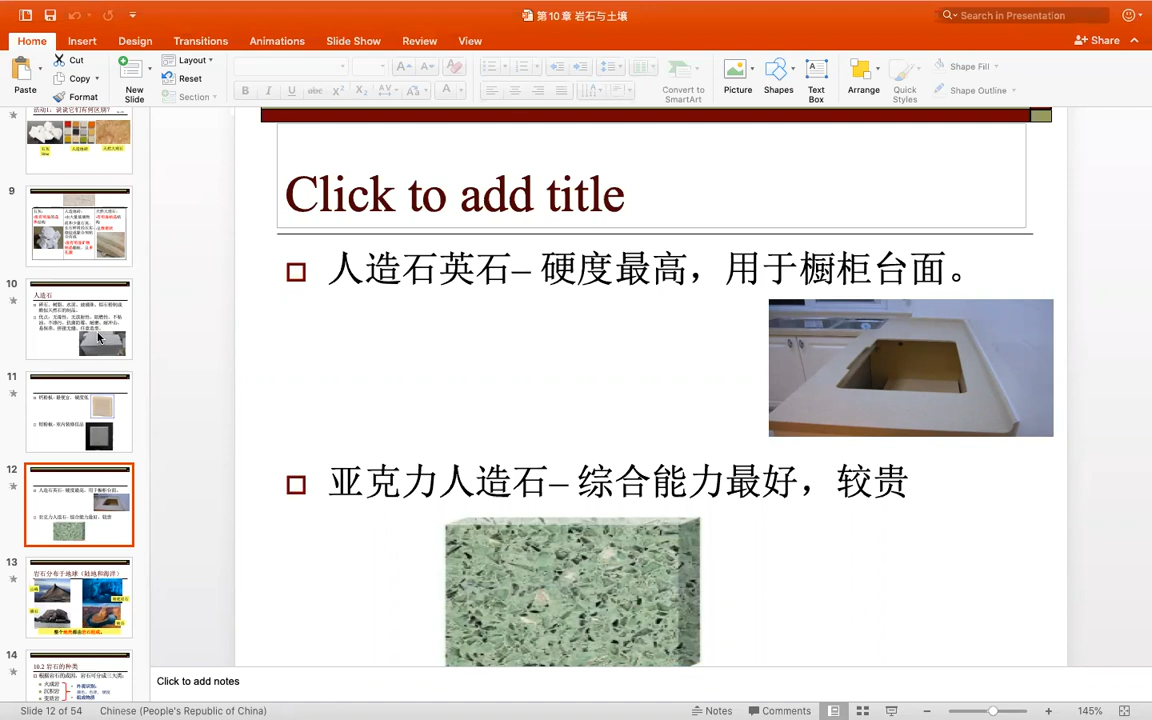 第10章 岩石与土壤
Search in Presentation
Home Insert Design Transitions Animations Slide Show Review View
Share
Paste
Cut
Copy
Format
New Slide
Layout
Reset
Section
Convert to SmartArt
Picture
Shapes
Text Box
Arrange
Quick Styles
Shape Fill
Shape Outline
9
10
人造石
11
12
13
岩石分布于地球（陆地和海洋）
14
10.2 岩石的种类
Click to add title
人造石英石– 硬度最高，用于橱柜台面。
亚克力人造石– 综合能力最好，较贵
Click to add notes
Slide 12 of 54 Chinese (People's Republic of China) Notes Comments 145%